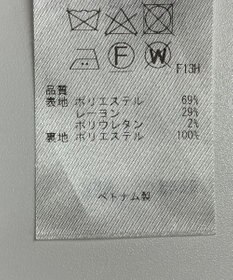 F13H
品質
表地 ポリエステル 69%
レーヨン 29%
ポリウレタン 2%
裏地 ポリエステル 100%
ベトナム製